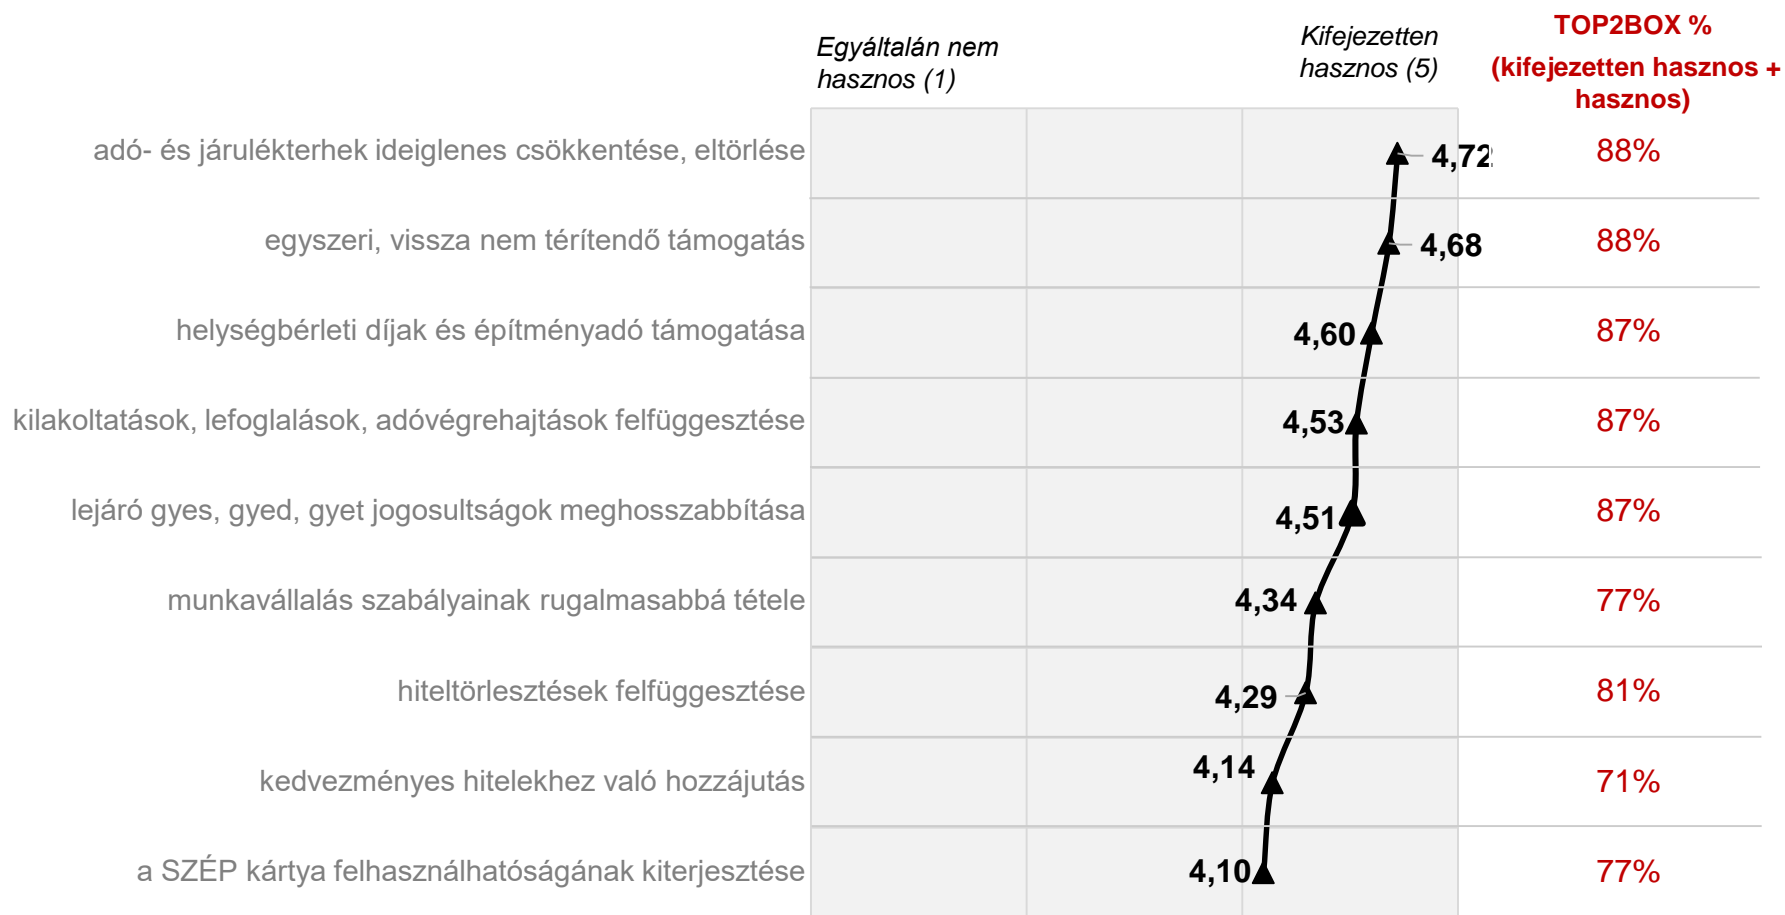 Egyáltalán nem
hasznos (1)
Kifejezetten
hasznos (5)
TOP2BOX %
(kifejezetten hasznos +
hasznos)
adó- és járulékterhek ideiglenes csökkentése, eltörlése 4,72 88%
egyszeri, vissza nem térítendő támogatás 4,68 88%
helységbérleti díjak és építményadó támogatása 4,60 87%
kilakoltatások, lefoglalások, adóvégrehajtások felfüggesztése 4,53 87%
lejáró gyes, gyed, gyet jogosultságok meghosszabbítása 4,51 87%
munkavállalás szabályainak rugalmasabbá tétele 4,34 77%
hiteltörlesztések felfüggesztése 4,29 81%
kedvezményes hitelekhez való hozzájutás 4,14 71%
a SZÉP kártya felhasználhatóságának kiterjesztése 4,10 77%